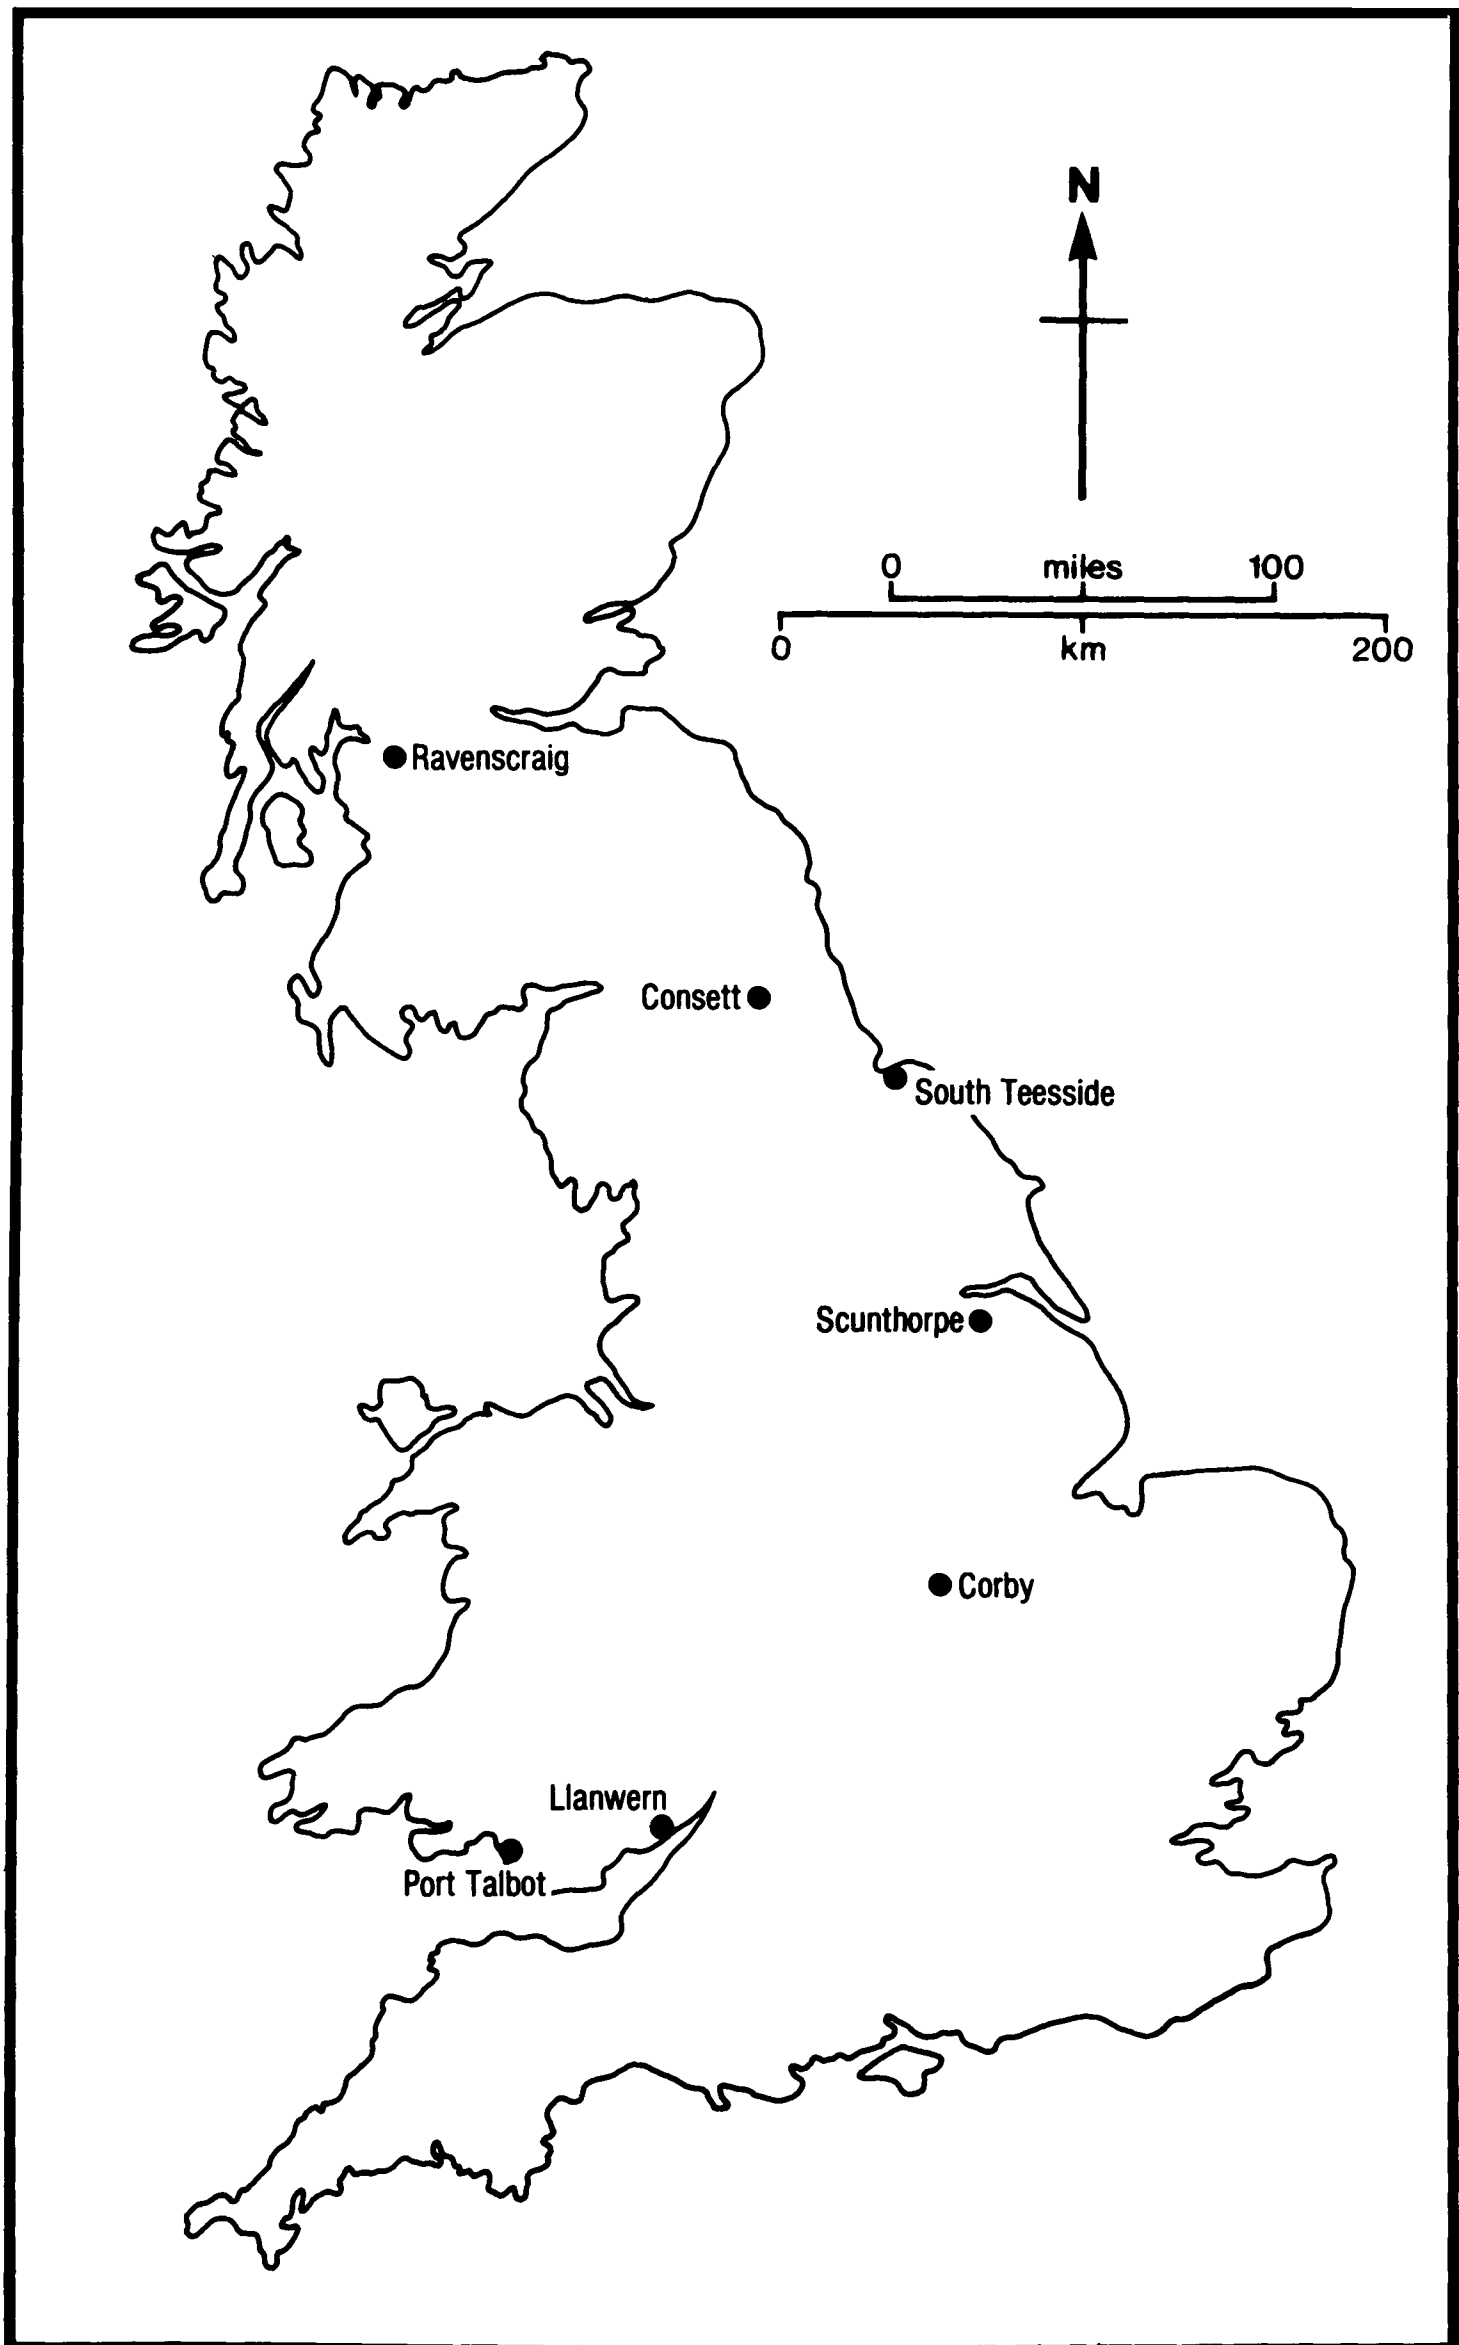 N
0 miles 100
0 km 200
Ravenscraig
Consett
South Teesside
Scunthorpe
Corby
Llanwern
Port Talbot